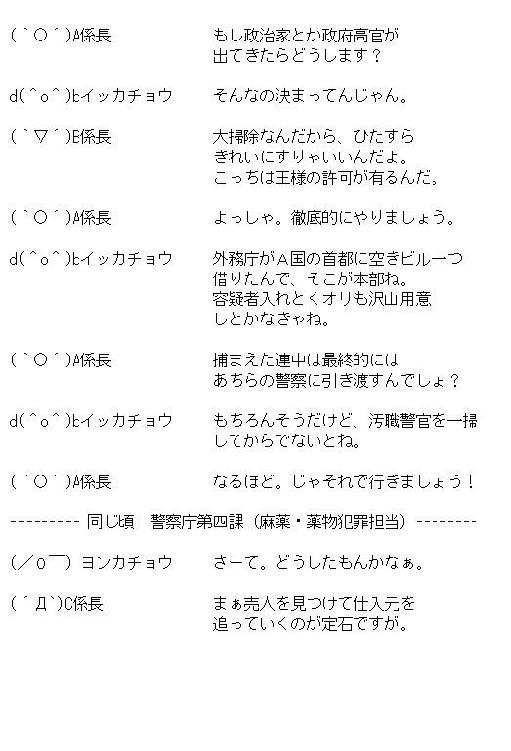 (｀○´)A係長　もし政治家とか政府高官が
出てきたらどうします？
d(^o^)bイッカチョウ　そんなの決まってんじゃん。
(｀▽´)B係長　大掃除なんだから、ひたすら
きれいにすりゃいいんだよ。
こっちは王様の許可が有るんだ。
(｀○´)A係長　よっしゃ。徹底的にやりましょう。
d(^o^)bイッカチョウ　外務庁がＡ国の首都に空きビル一つ
借りたんで、そこが本部ね。
容疑者入れとくオリも沢山用意
しとかなきゃね。
(｀○´)A係長　捕まえた連中は最終的には
あちらの警察に引き渡すんでしょ？
d(^o^)bイッカチョウ　もちろんそうだけど、汚職警官を一掃
してからでないとね。
(｀○´)A係長　なるほど。じゃそれで行ぎましょう！
--------- 同じ頃　警察庁第四課（麻薬・薬物犯罪担当）--------
(／0￣) ヨンカチョウ　さーて。どうしたもんかなぁ。
(´Д`)C係長　まぁ売人を見つけて仕入元を
追っていくのが定石ですが。